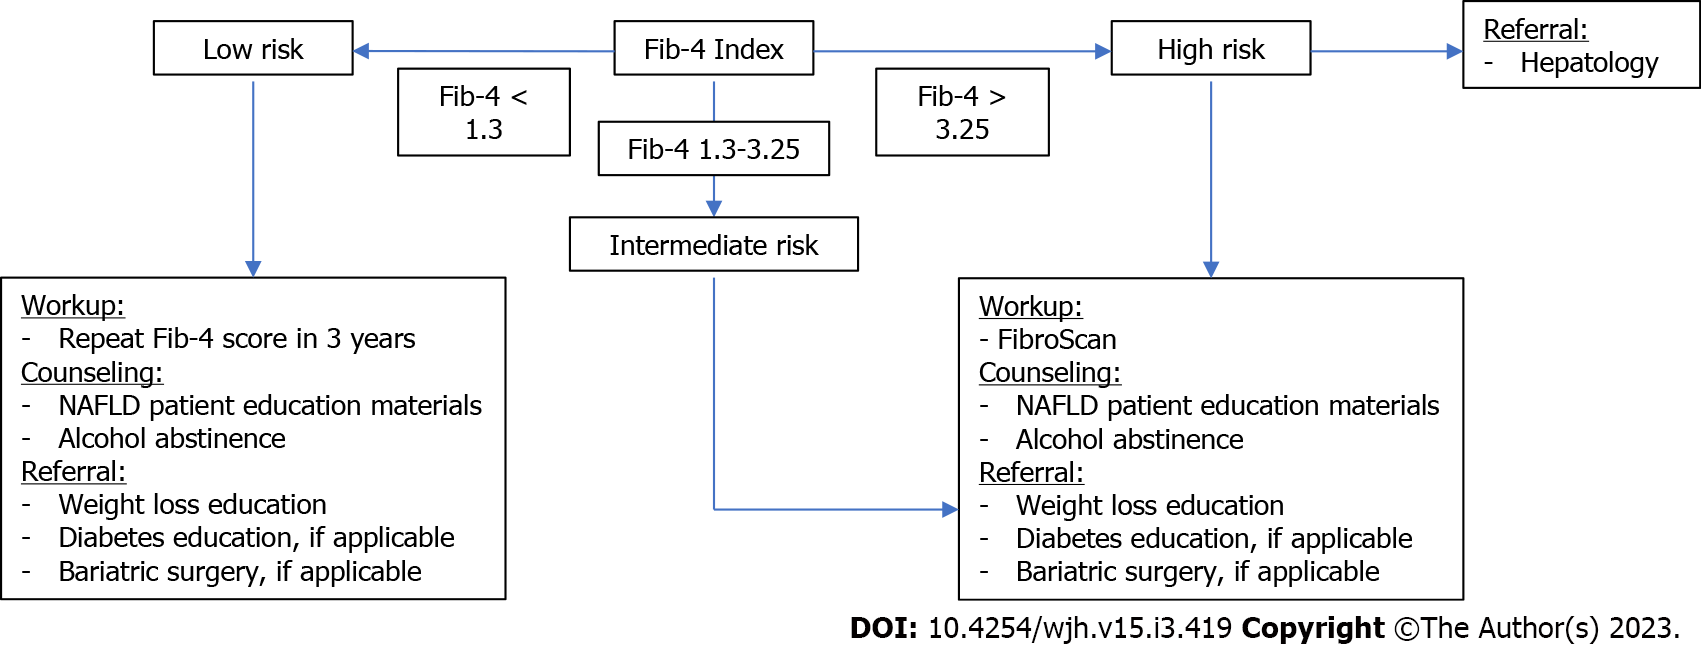 Low risk
Fib-4 Index
High risk
Referral:
- Hepatology
Fib-4 <
1.3
Fib-4 1.3-3.25
Fib-4 >
3.25
Intermediate risk
Workup:
- Repeat Fib-4 score in 3 years
Counseling:
- NAFLD patient education materials
- Alcohol abstinence
Referral:
- Weight loss education
- Diabetes education, if applicable
- Bariatric surgery, if applicable
Workup:
- FibroScan
Counseling:
- NAFLD patient education materials
- Alcohol abstinence
Referral:
- Weight loss education
- Diabetes education, if applicable
- Bariatric surgery, if applicable
DOI: 10.4254/wjh.v15.i3.419 Copyright ©The Author(s) 2023.